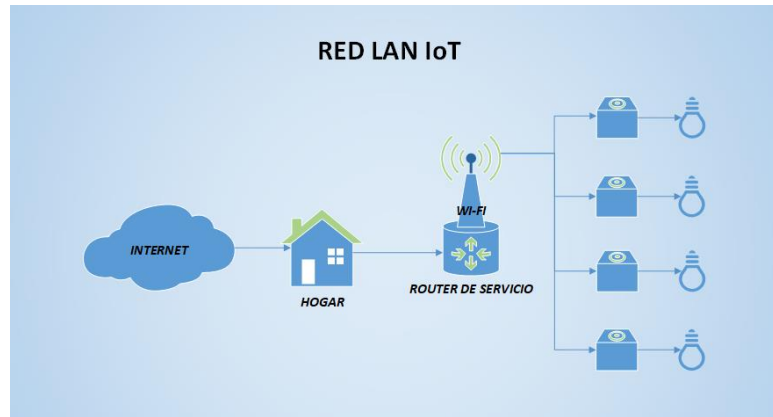 RED LAN IoT
WI-FI
INTERNET
HOGAR
ROUTER DE SERVICIO